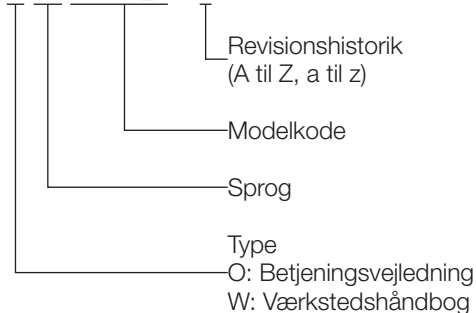 Revisionshistorik
(A til Z, a til z)
Modelkode
Sprog
Type
O: Betjeningsvejledning
W: Værkstedshåndbog